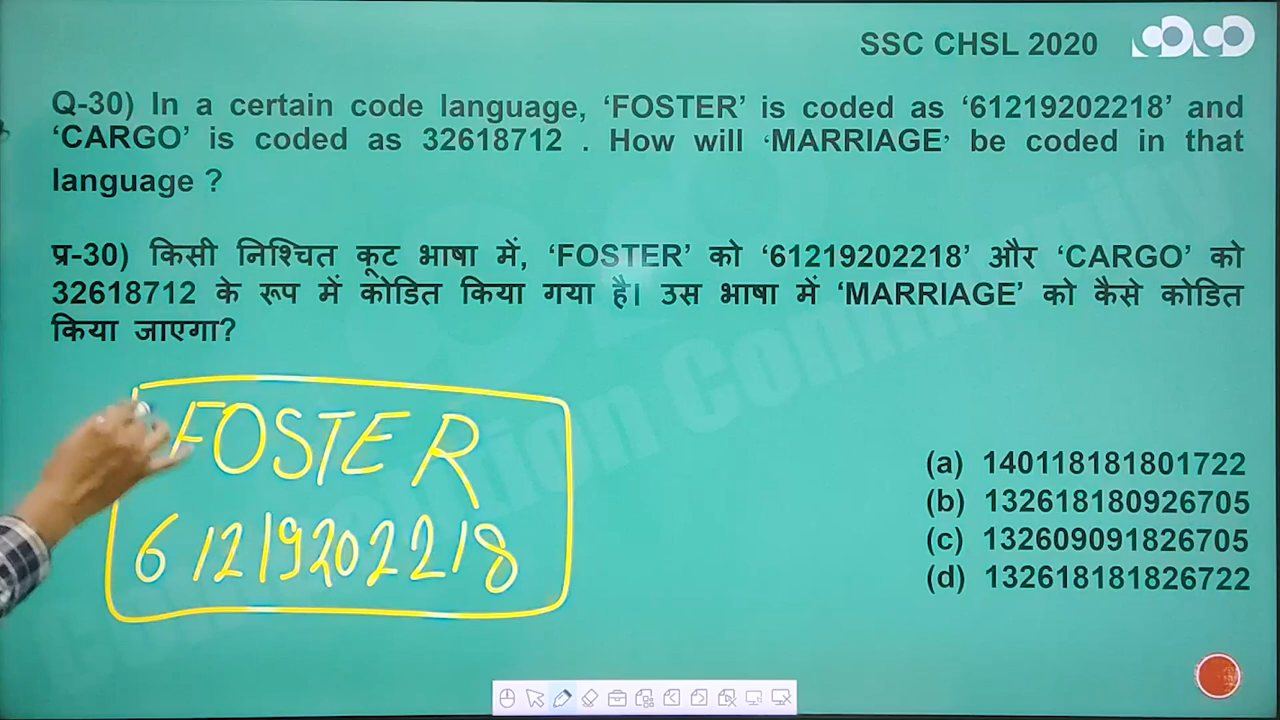 SSC CHSL 2020
Q-30) In a certain code language, ‘FOSTER’ is coded as ‘61219202218’ and
‘CARGO’ is coded as 32618712 . How will ‘MARRIAGE’ be coded in that
language ?
प्र-30) किसी निश्चित कूट भाषा में, ‘FOSTER’ को ‘61219202218’ और ‘CARGO’ को
32618712 के रूप में कोडित किया गया है। उस भाषा में ‘MARRIAGE’ को कैसे कोडित
किया जाएगा?
FOSTER
61219202218
(a) 140118181801722
(b) 132618180926705
(c) 132609091826705
(d) 132618181826722